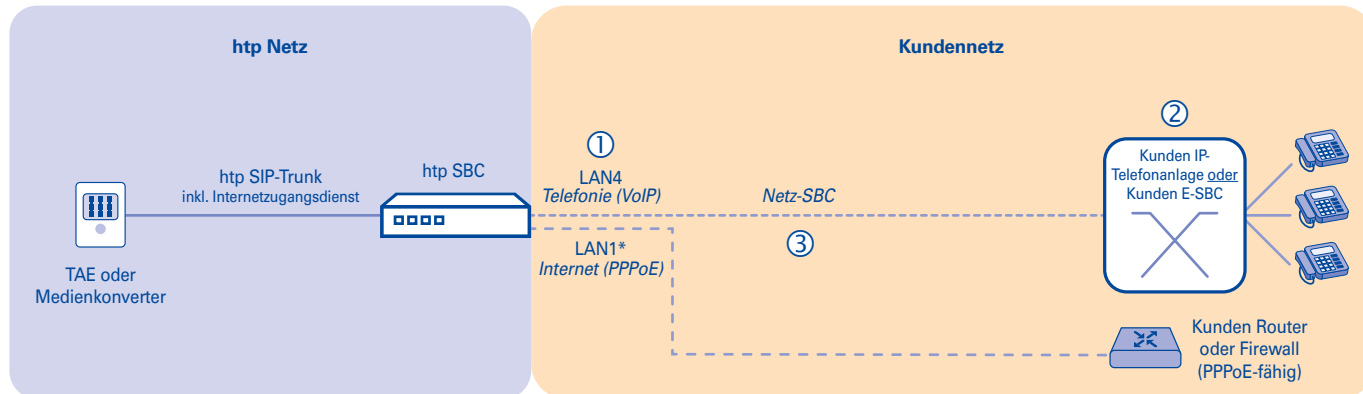 htp Netz
Kundennetz
TAE oder
Medienkonverter
htp SIP-Trunk
inkl. Internetzugangsdienst
htp SBC
1
LAN4
Telefonie (VoIP)
LAN1*
Internet (PPPoE)
Netz-SBC
3
2
Kunden IP-
Telefonanlage oder
Kunden E-SBC
Kunden Router
oder Firewall
(PPPoE-fähig)